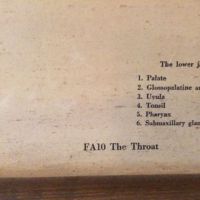 The lower j
1. Palate
2. Glossopalatine a
3. Uvula
4. Tonsil
5. Pharynx
6. Submaxillary gla
FA10 The Throat